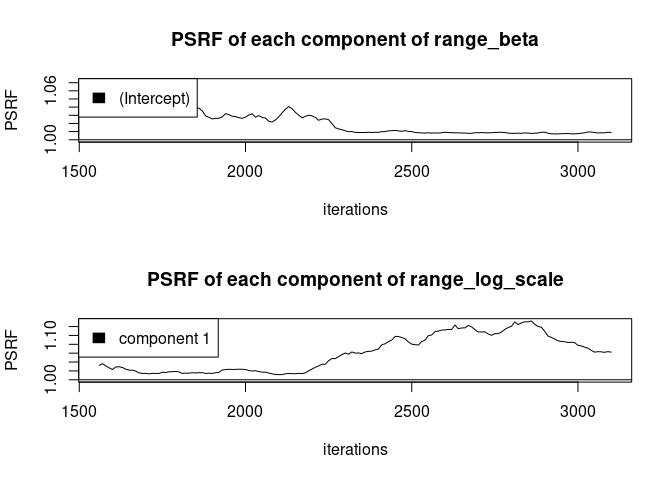 PSRF of each component of range_beta
PSRF
1.06
1.00
(Intercept)
1500 2000 2500 3000
iterations
PSRF of each component of range_log_scale
PSRF
1.10
1.00
component 1
1500 2000 2500 3000
iterations